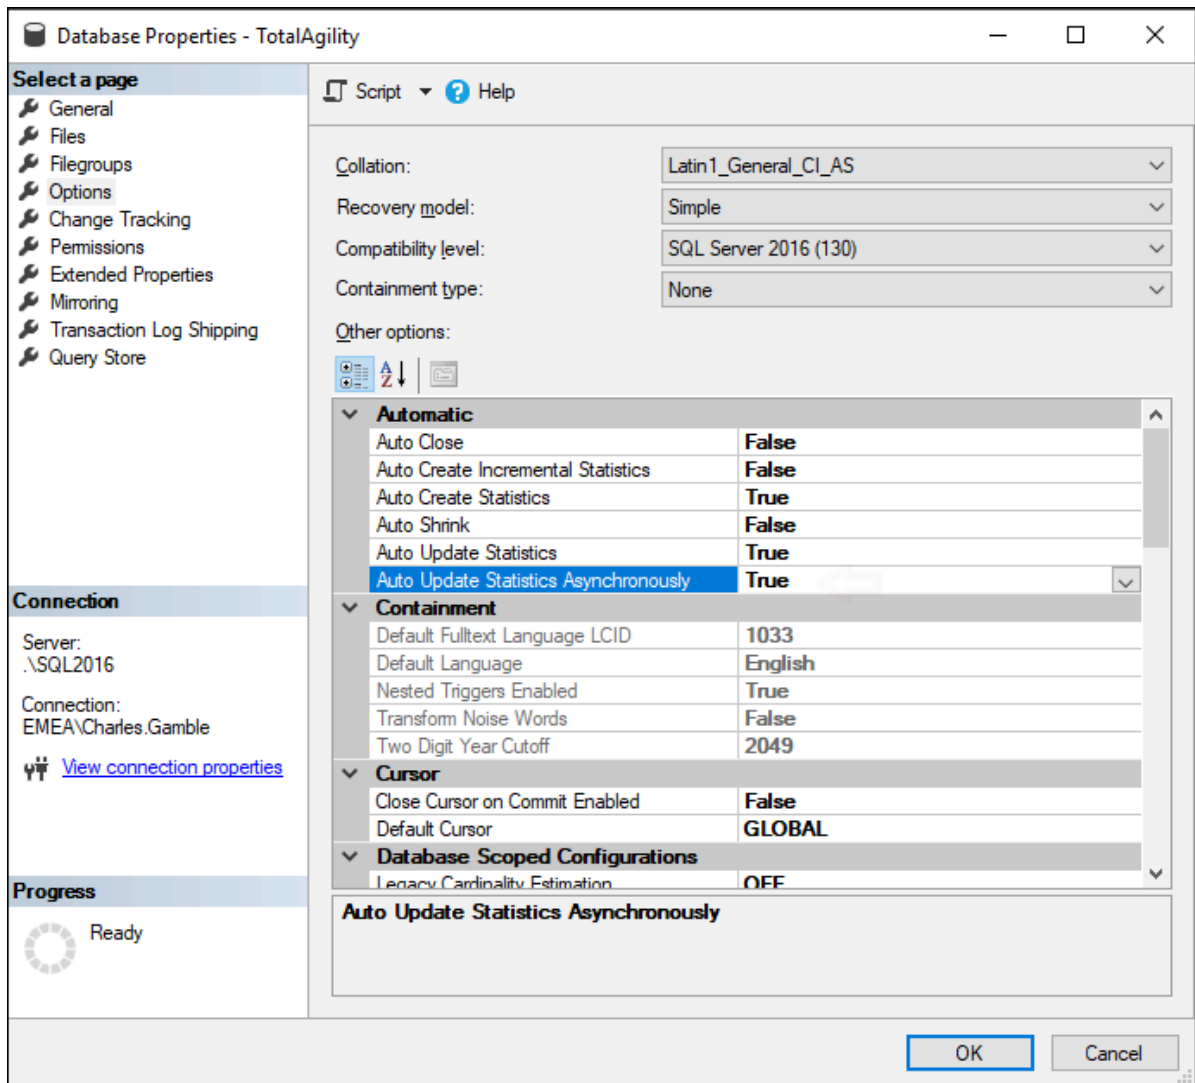 Database Properties - TotalAgility
Select a page
General
Files
Filegroups
Options
Change Tracking
Permissions
Extended Properties
Mirroring
Transaction Log Shipping
Query Store
Connection
Server:
.\SQL2016
Connection:
EMEA\Charles.Gamble
View connection properties
Progress
Ready
Script Help
Collation: Latin1_General_CI_AS
Recovery model: Simple
Compatibility level: SQL Server 2016 (130)
Containment type: None
Other options:
Automatic
Auto Close False
Auto Create Incremental Statistics False
Auto Create Statistics True
Auto Shrink False
Auto Update Statistics True
Auto Update Statistics Asynchronously True
Containment
Default Fulltext Language LCID 1033
Default Language English
Nested Triggers Enabled True
Transform Noise Words False
Two Digit Year Cutoff 2049
Cursor
Close Cursor on Commit Enabled False
Default Cursor GLOBAL
Database Scoped Configurations
Legacy Cardinality Estimation OFF
Auto Update Statistics Asynchronously
OK Cancel